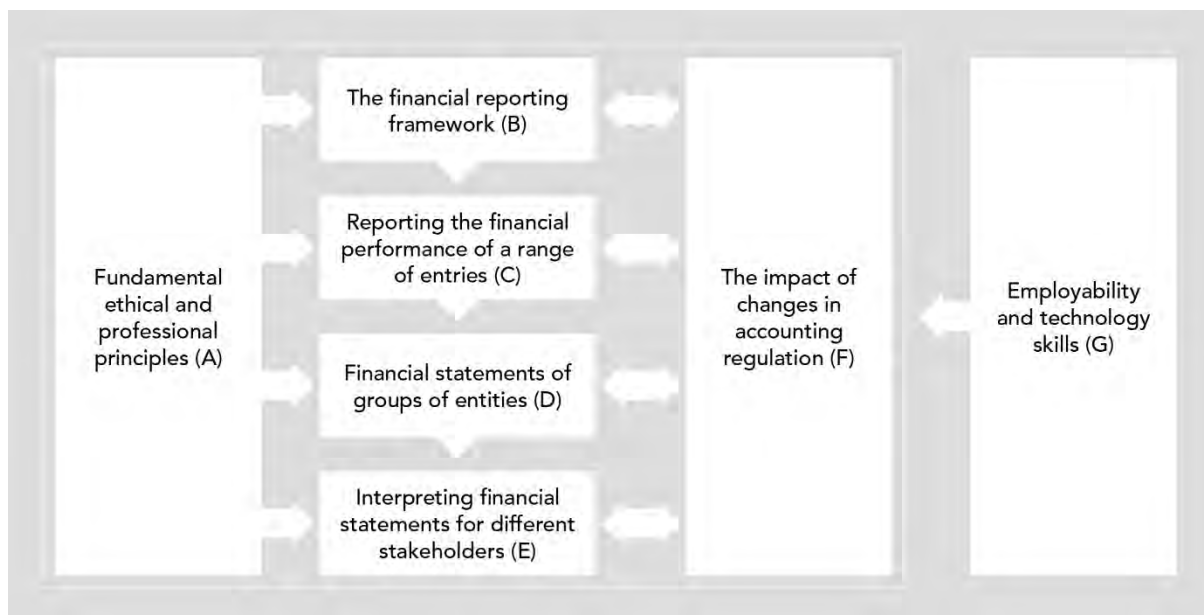 Fundamental
ethical and
professional
principles (A)
The financial reporting
framework (B)
Reporting the financial
performance of a range
of entries (C)
Financial statements of
groups of entities (D)
Interpreting financial
statements for different
stakeholders (E)
The impact of
changes in
accounting
regulation (F)
Employability
and technology
skills (G)